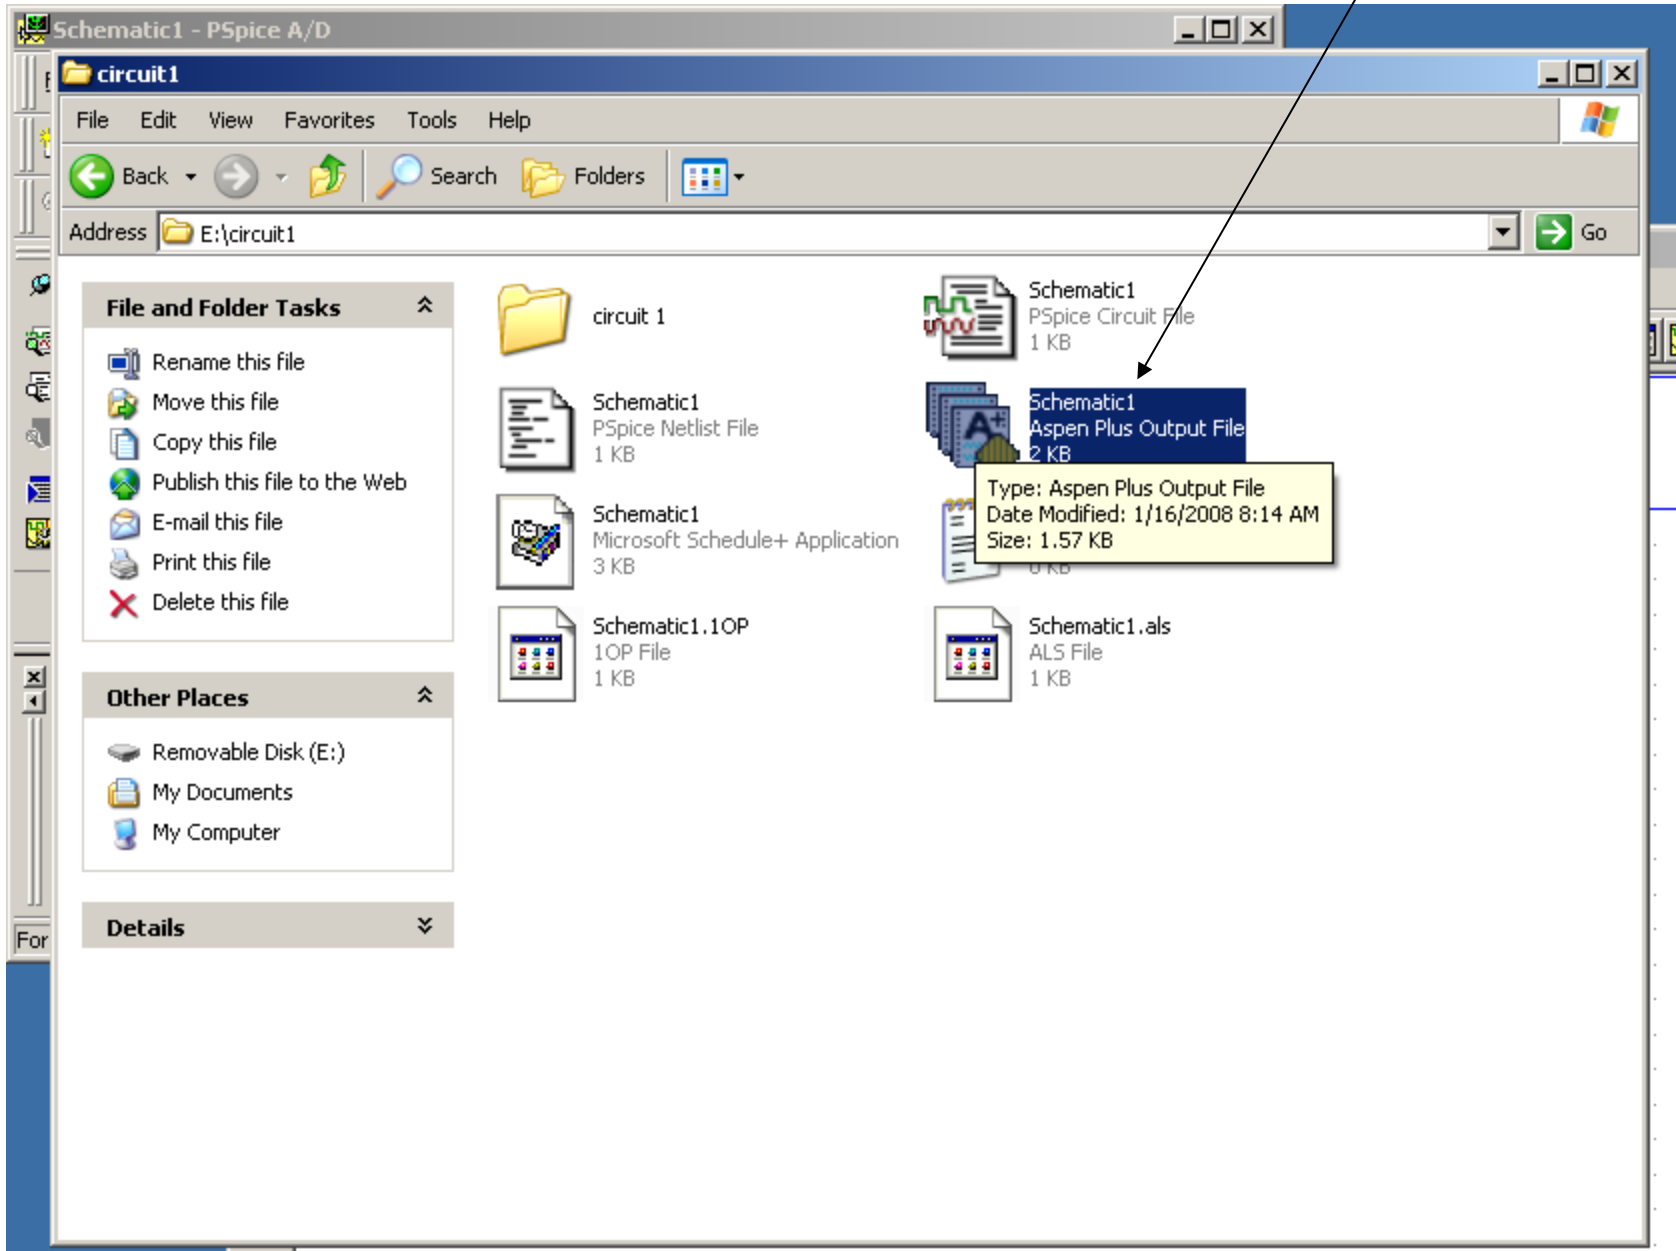 Schematic1 - PSpice A/D
circuit1
File Edit View Favorites Tools Help
Back Search Folders
Address E:\circuit1 Go
File and Folder Tasks
Rename this file
Move this file
Copy this file
Publish this file to the Web
E-mail this file
Print this file
Delete this file
Other Places
Removable Disk (E:)
My Documents
My Computer
Details
circuit 1
Schematic1
PSpice Circuit File
1 KB
Schematic1
PSpice Netlist File
1 KB
Schematic1
Aspen Plus Output File
2 KB
Type: Aspen Plus Output File
Date Modified: 1/16/2008 8:14 AM
Size: 1.57 KB
Schematic1
Microsoft Schedule+ Application
3 KB
0 KB
Schematic1.1OP
1OP File
1 KB
Schematic1.als
ALS File
1 KB
For